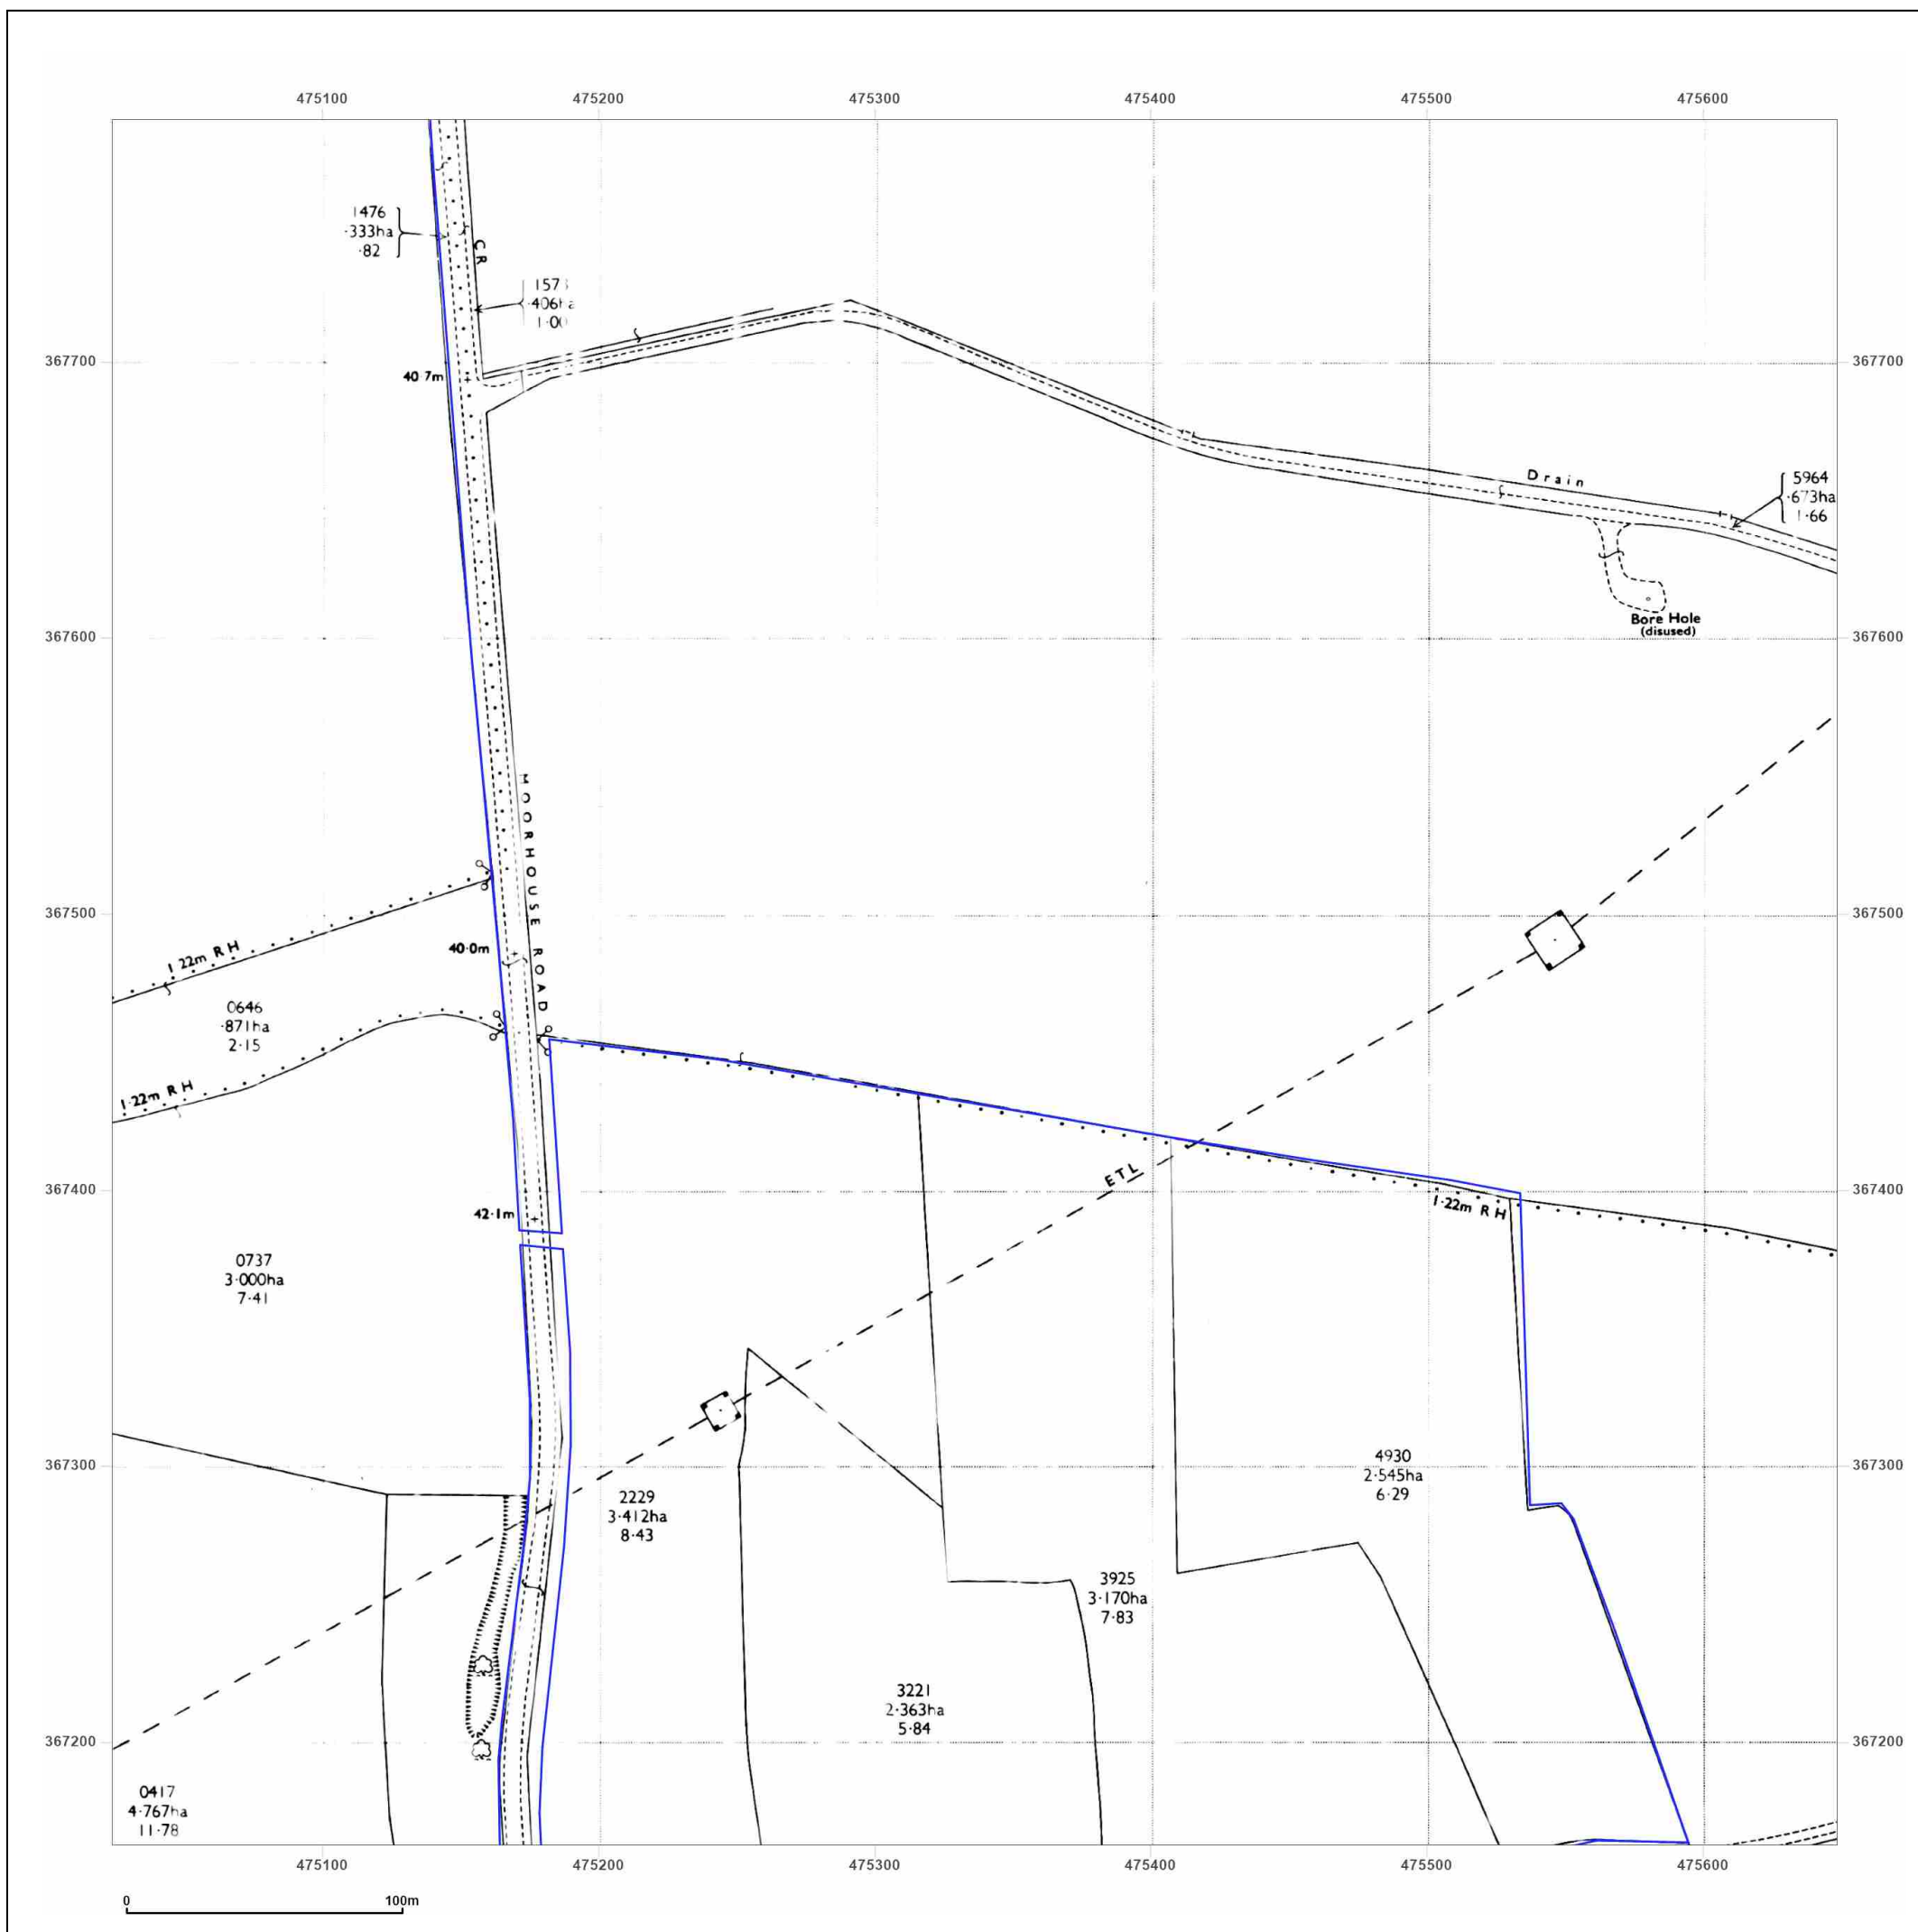 475100 475200 475300 475400 475500 475600
1476
·333ha
·82
CR
157
·406h
1·00
367700 367700
40·7m
Drain
5964
·673ha
1·66
367600 367600
Bore Hole
(disused)
MOORHOUSE ROAD
367500 367500
1·22m RH
40·0m
0646
·871ha
2·15
1·22m RH
ETL
367400 367400
1·22m RH
42·1m
0737
3·000ha
7·41
367300 367300
4930
2·545ha
6·29
2229
3·412ha
8·43
3925
3·170ha
7·83
3221
2·363ha
5·84
367200 367200
0417
4·767ha
11·78
475100 475200 475300 475400 475500 475600
0 100m